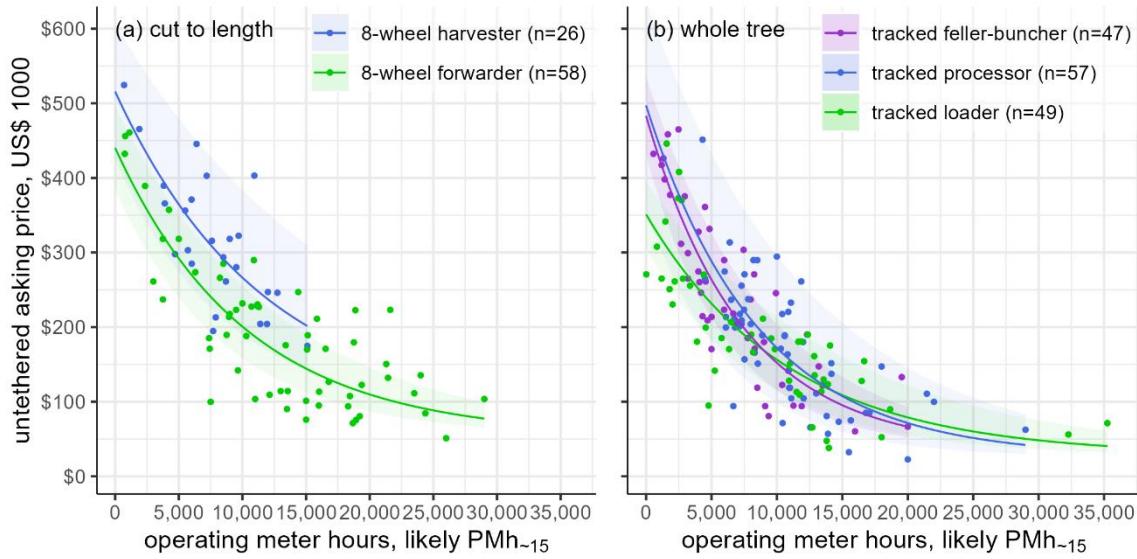 (a) cut to length
8-wheel harvester (n=26)
8-wheel forwarder (n=58)
(b) whole tree
tracked feller-buncher (n=47)
tracked processor (n=57)
tracked loader (n=49)
untethered asking price, US$ 1000
$600
$500
$400
$300
$200
$100
$0
0 5,000 10,000 15,000 20,000 25,000 30,000 35,000
0 5,000 10,000 15,000 20,000 25,000 30,000 35,000
operating meter hours, likely PMh~15
operating meter hours, likely PMh~15